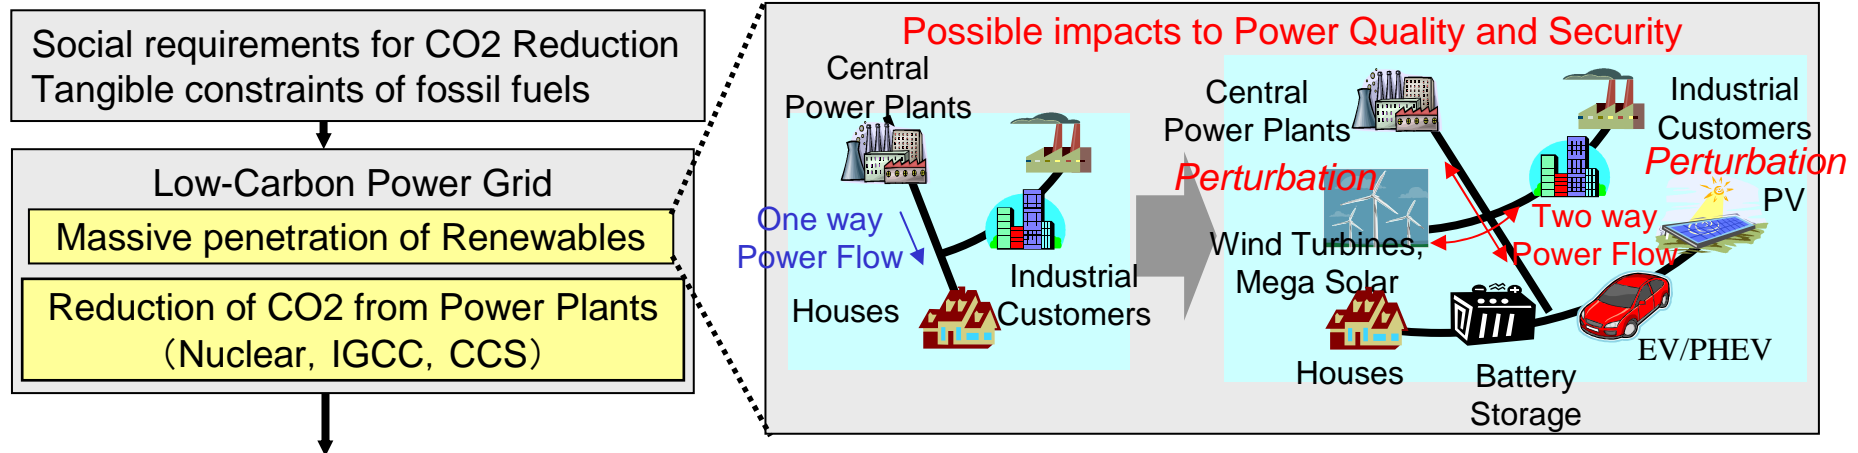 Social requirements for CO2 Reduction
Tangible constraints of fossil fuels
Low-Carbon Power Grid
Massive penetration of Renewables
Reduction of CO2 from Power Plants
（Nuclear, IGCC, CCS）
Possible impacts to Power Quality and Security
Central
Power Plants
One way
Power Flow
Houses
Industrial
Customers
Central
Power Plants
Industrial
Customers
Perturbation
Perturbation
PV
Two way
Power Flow
Wind Turbines,
Mega Solar
EV/PHEV
Houses
Battery
Storage